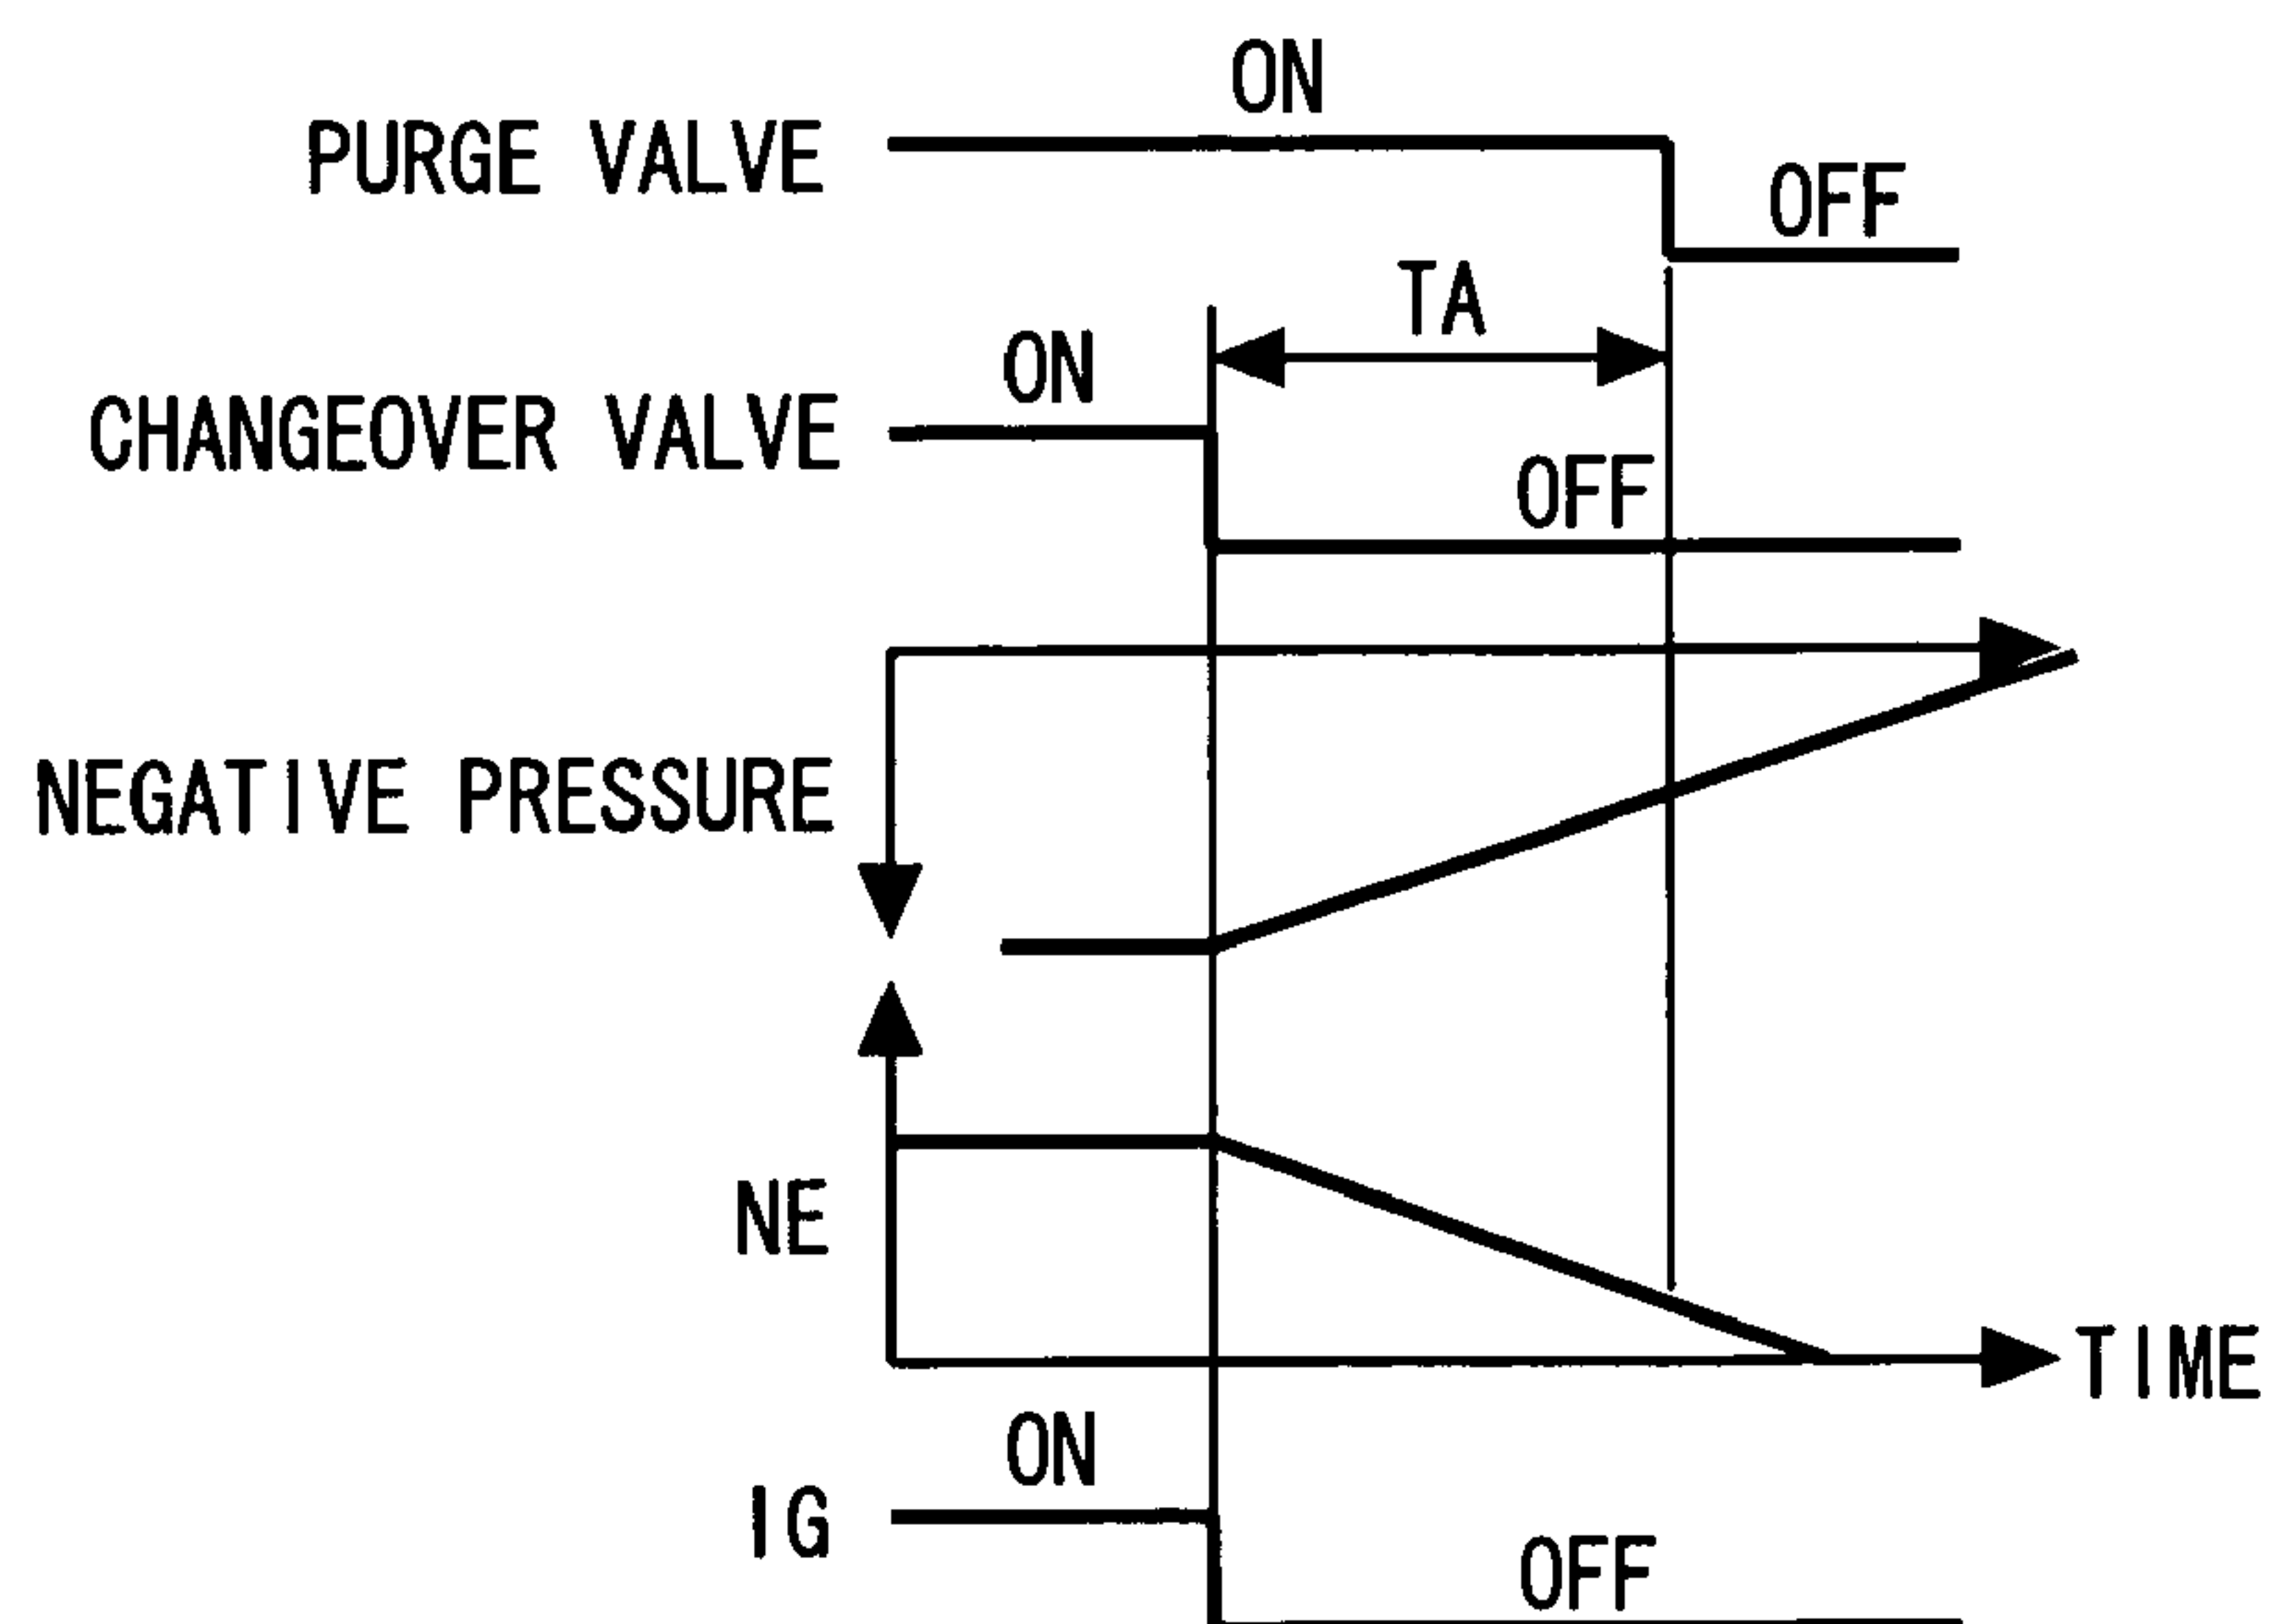 ON
PURGE VALVE
OFF
TA
ON
CHANGEOVER VALVE
OFF
NEGATIVE PRESSURE
NE
TIME
ON
IG
OFF